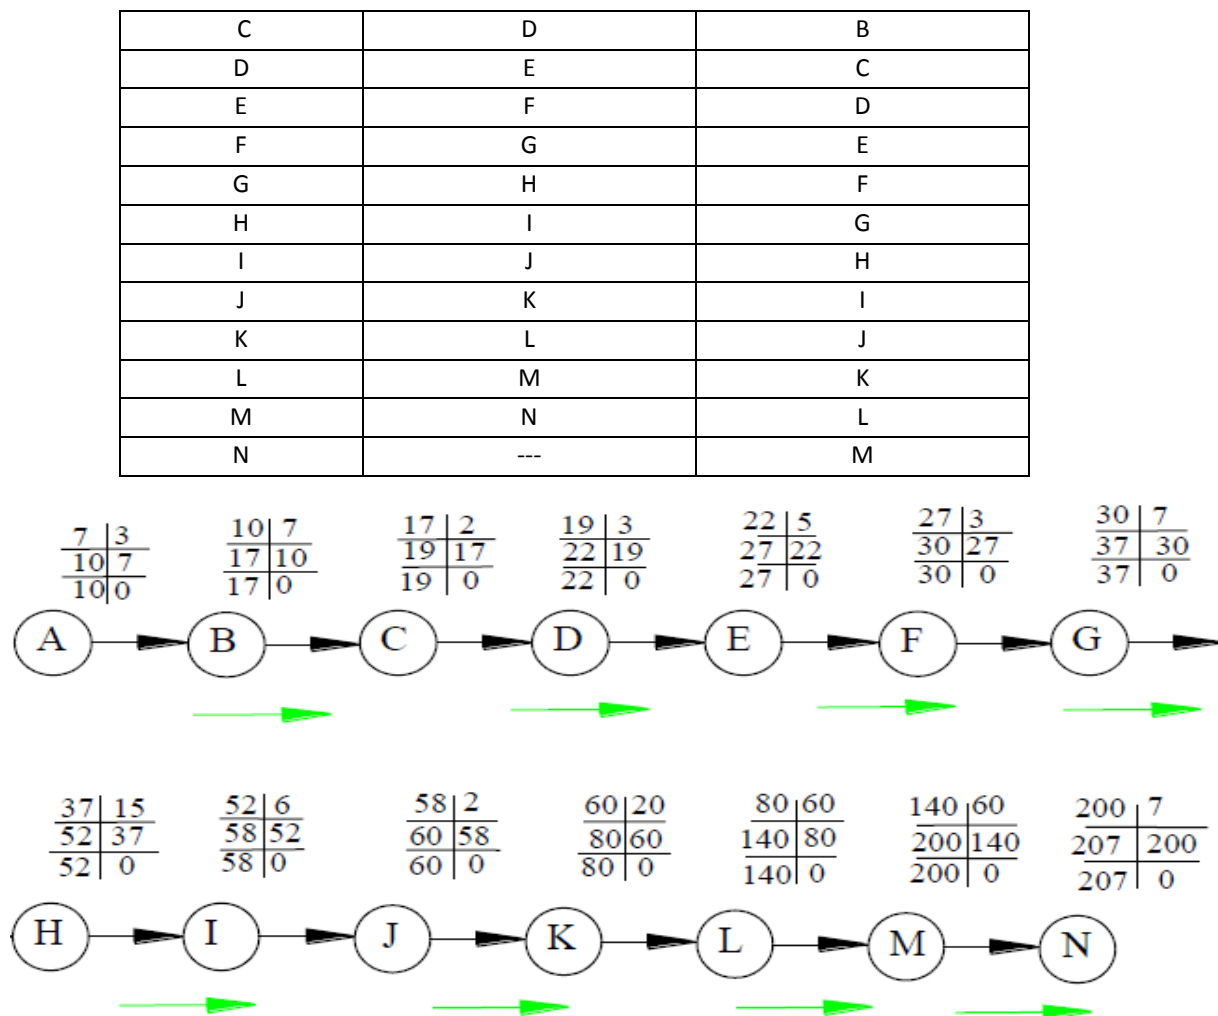 C D B
D E C
E F D
F G E
G H F
H I G
I J H
J K I
K L J
L M K
M N L
N --- M
7 3 10 7 17 2 19 3 22 5 27 3 30 7
10 7 17 10 19 17 22 19 27 22 30 27 37 30
10 0 17 0 19 0 22 0 27 0 30 0 37 0
A B C D E F G
37 15 52 6 58 2 60 20 80 60 140 60 200 7
52 37 58 52 60 58 80 60 140 80 200 140 207 200
52 0 58 0 60 0 80 0 140 0 200 0 207 0
H I J K L M N